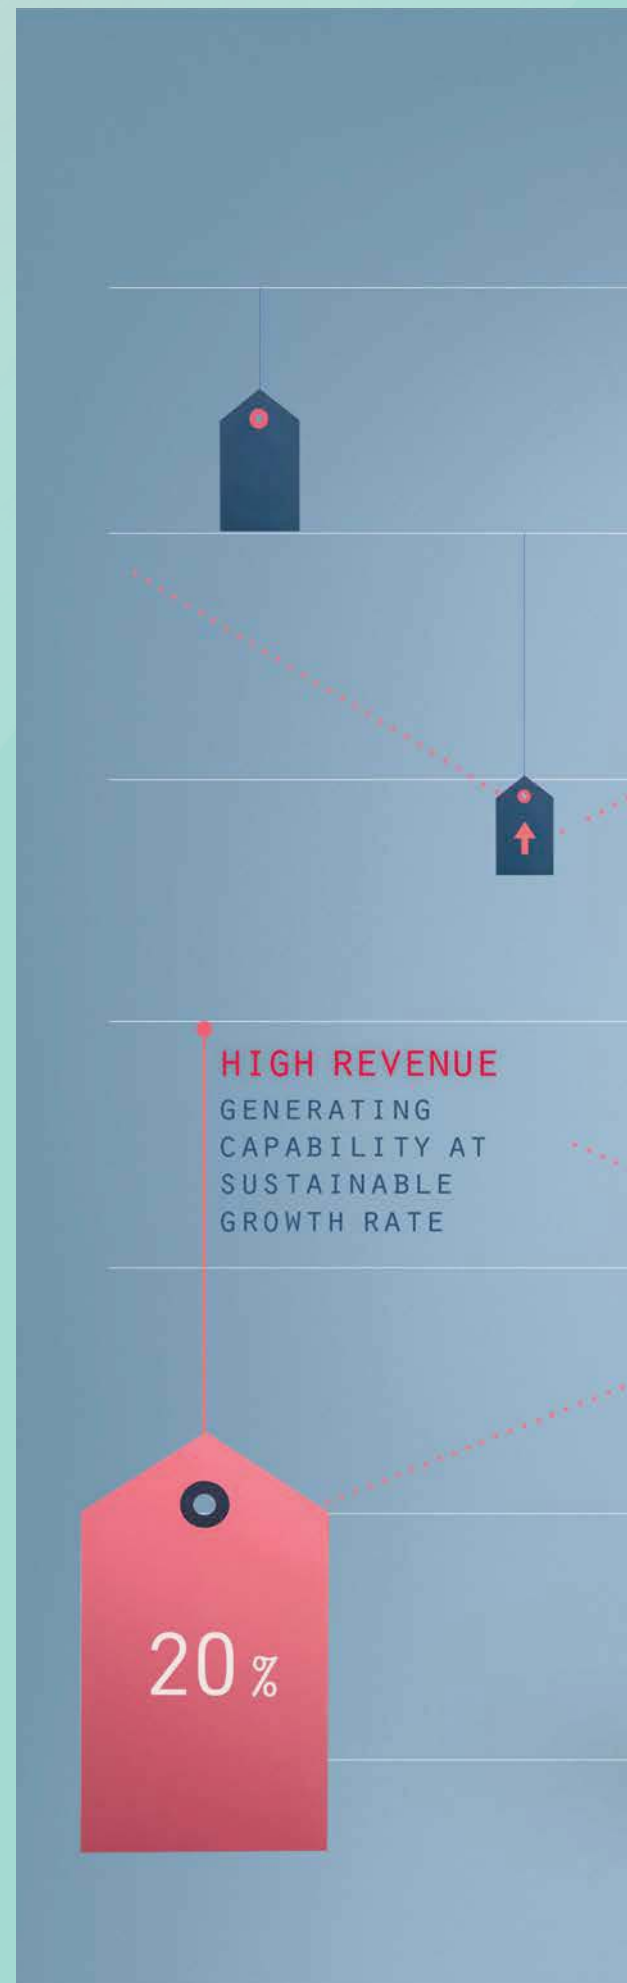 HIGH REVENUE
GENERATING
CAPABILITY AT
SUSTAINABLE
GROWTH RATE
20%